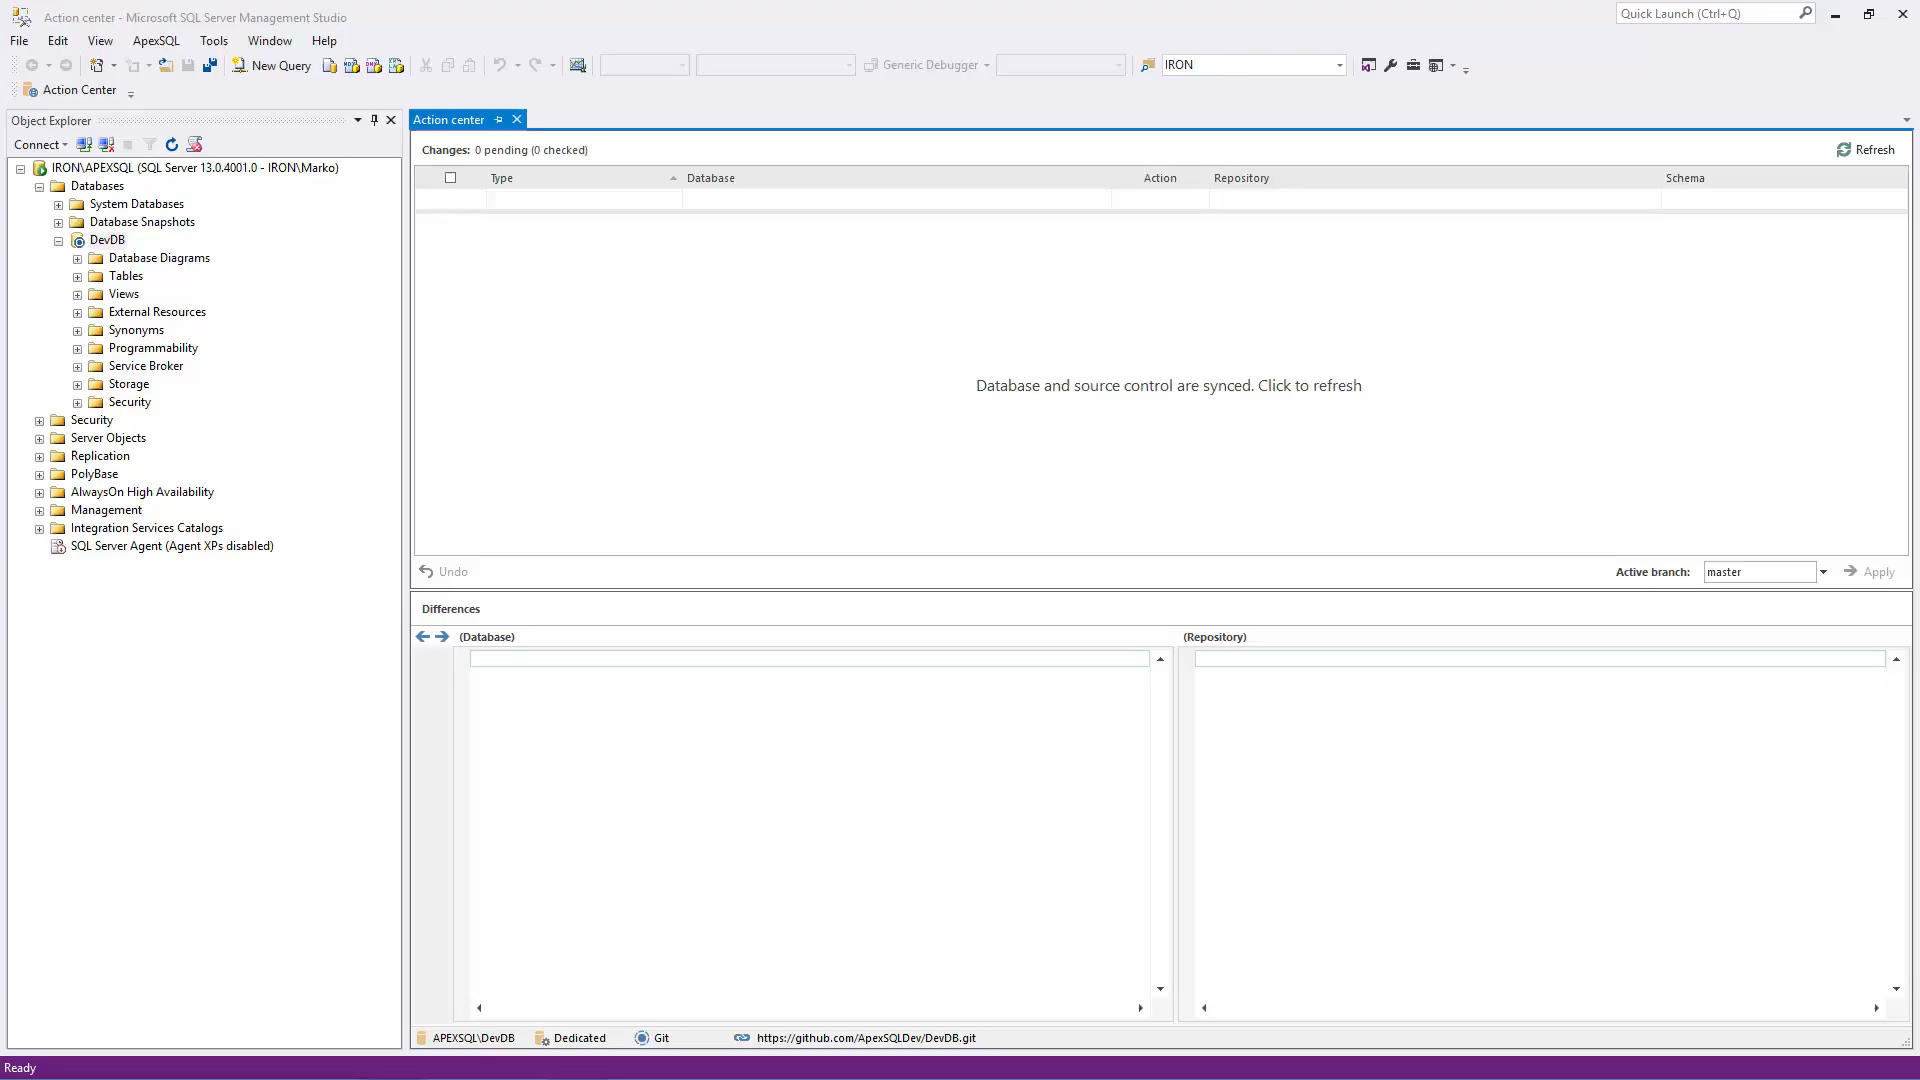 Action center - Microsoft SQL Server Management Studio
Quick Launch (Ctrl+Q)
File Edit View ApexSQL Tools Window Help
New Query Generic Debugger IRON
Action Center
Object Explorer
Connect
IRON\APEXSQL (SQL Server 13.0.4001.0 - IRON\Marko)
Databases
System Databases
Database Snapshots
DevDB
Database Diagrams
Tables
Views
External Resources
Synonyms
Programmability
Service Broker
Storage
Security
Security
Server Objects
Replication
PolyBase
AlwaysOn High Availability
Management
Integration Services Catalogs
SQL Server Agent (Agent XPs disabled)
Action center
Changes: 0 pending (0 checked)
Refresh
Type Database Action Repository Schema
Database and source control are synced. Click to refresh
Undo
Active branch: master
Apply
Differences
(Database)
(Repository)
APEXSQL\DevDB Dedicated Git https://github.com/ApexSQLDev/DevDB.git
Ready